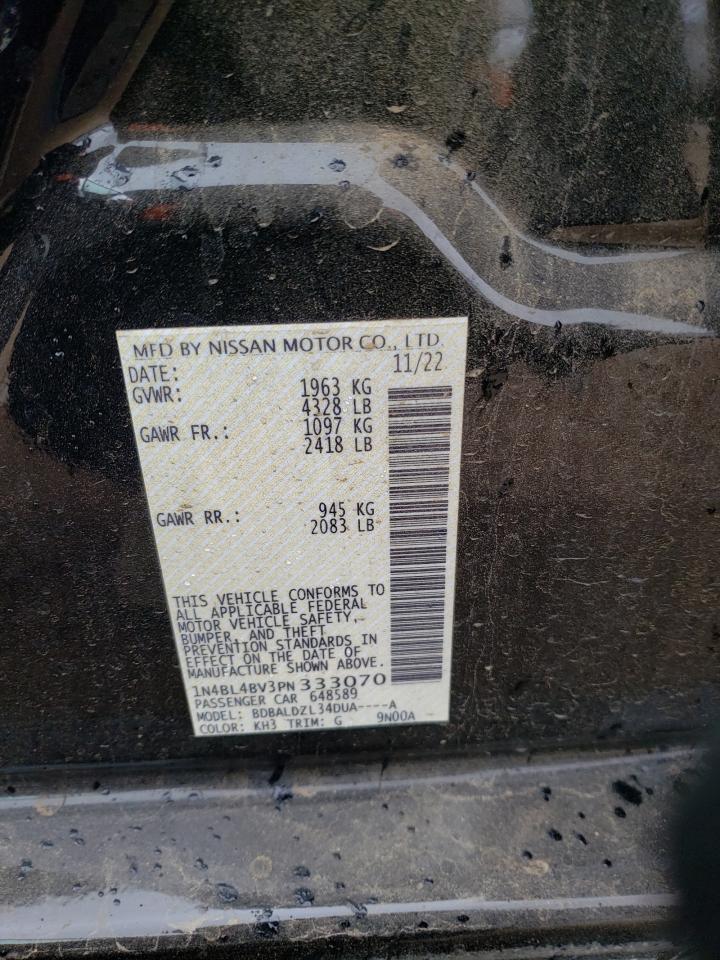 MFD BY NISSAN MOTOR CO., LTD.
DATE: 11/22
GVWR: 1963 KG
4328 LB
GAWR FR.: 1097 KG
2418 LB
GAWR RR.: 945 KG
2083 LB
THIS VEHICLE CONFORMS TO
ALL APPLICABLE FEDERAL
MOTOR VEHICLE SAFETY,
BUMPER, AND THEFT
PREVENTION STANDARDS IN
EFFECT ON THE DATE OF
MANUFACTURE SHOWN ABOVE.
1N4BL4BV3PN333070
PASSENGER CAR 648589
MODEL: BDBALDZL34DUA----A
COLOR: KH3 TRIM: G 9N00A